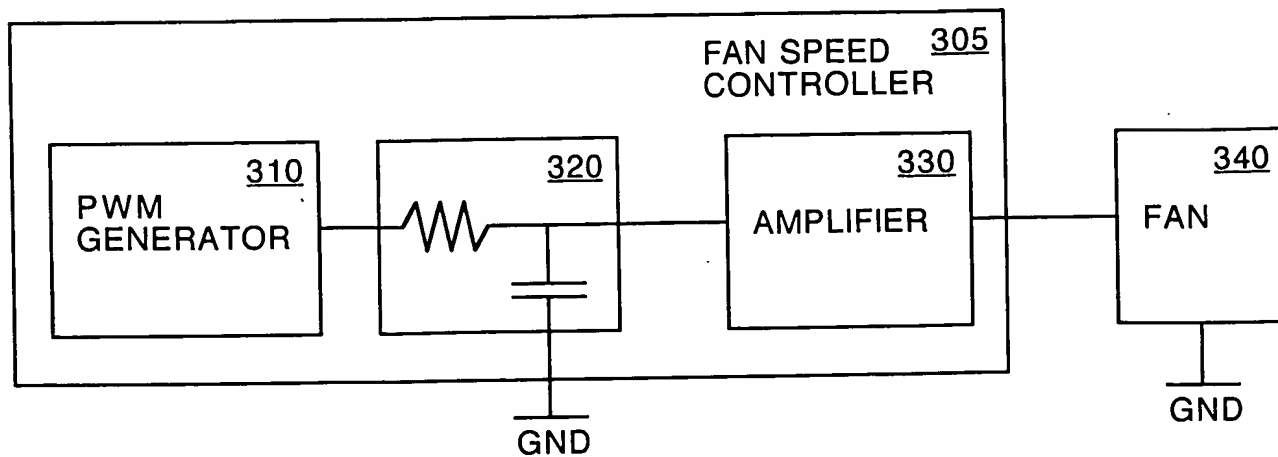 FAN SPEED 305
CONTROLLER
310
PWM
GENERATOR
320
330
AMPLIFIER
340
FAN
GND
GND